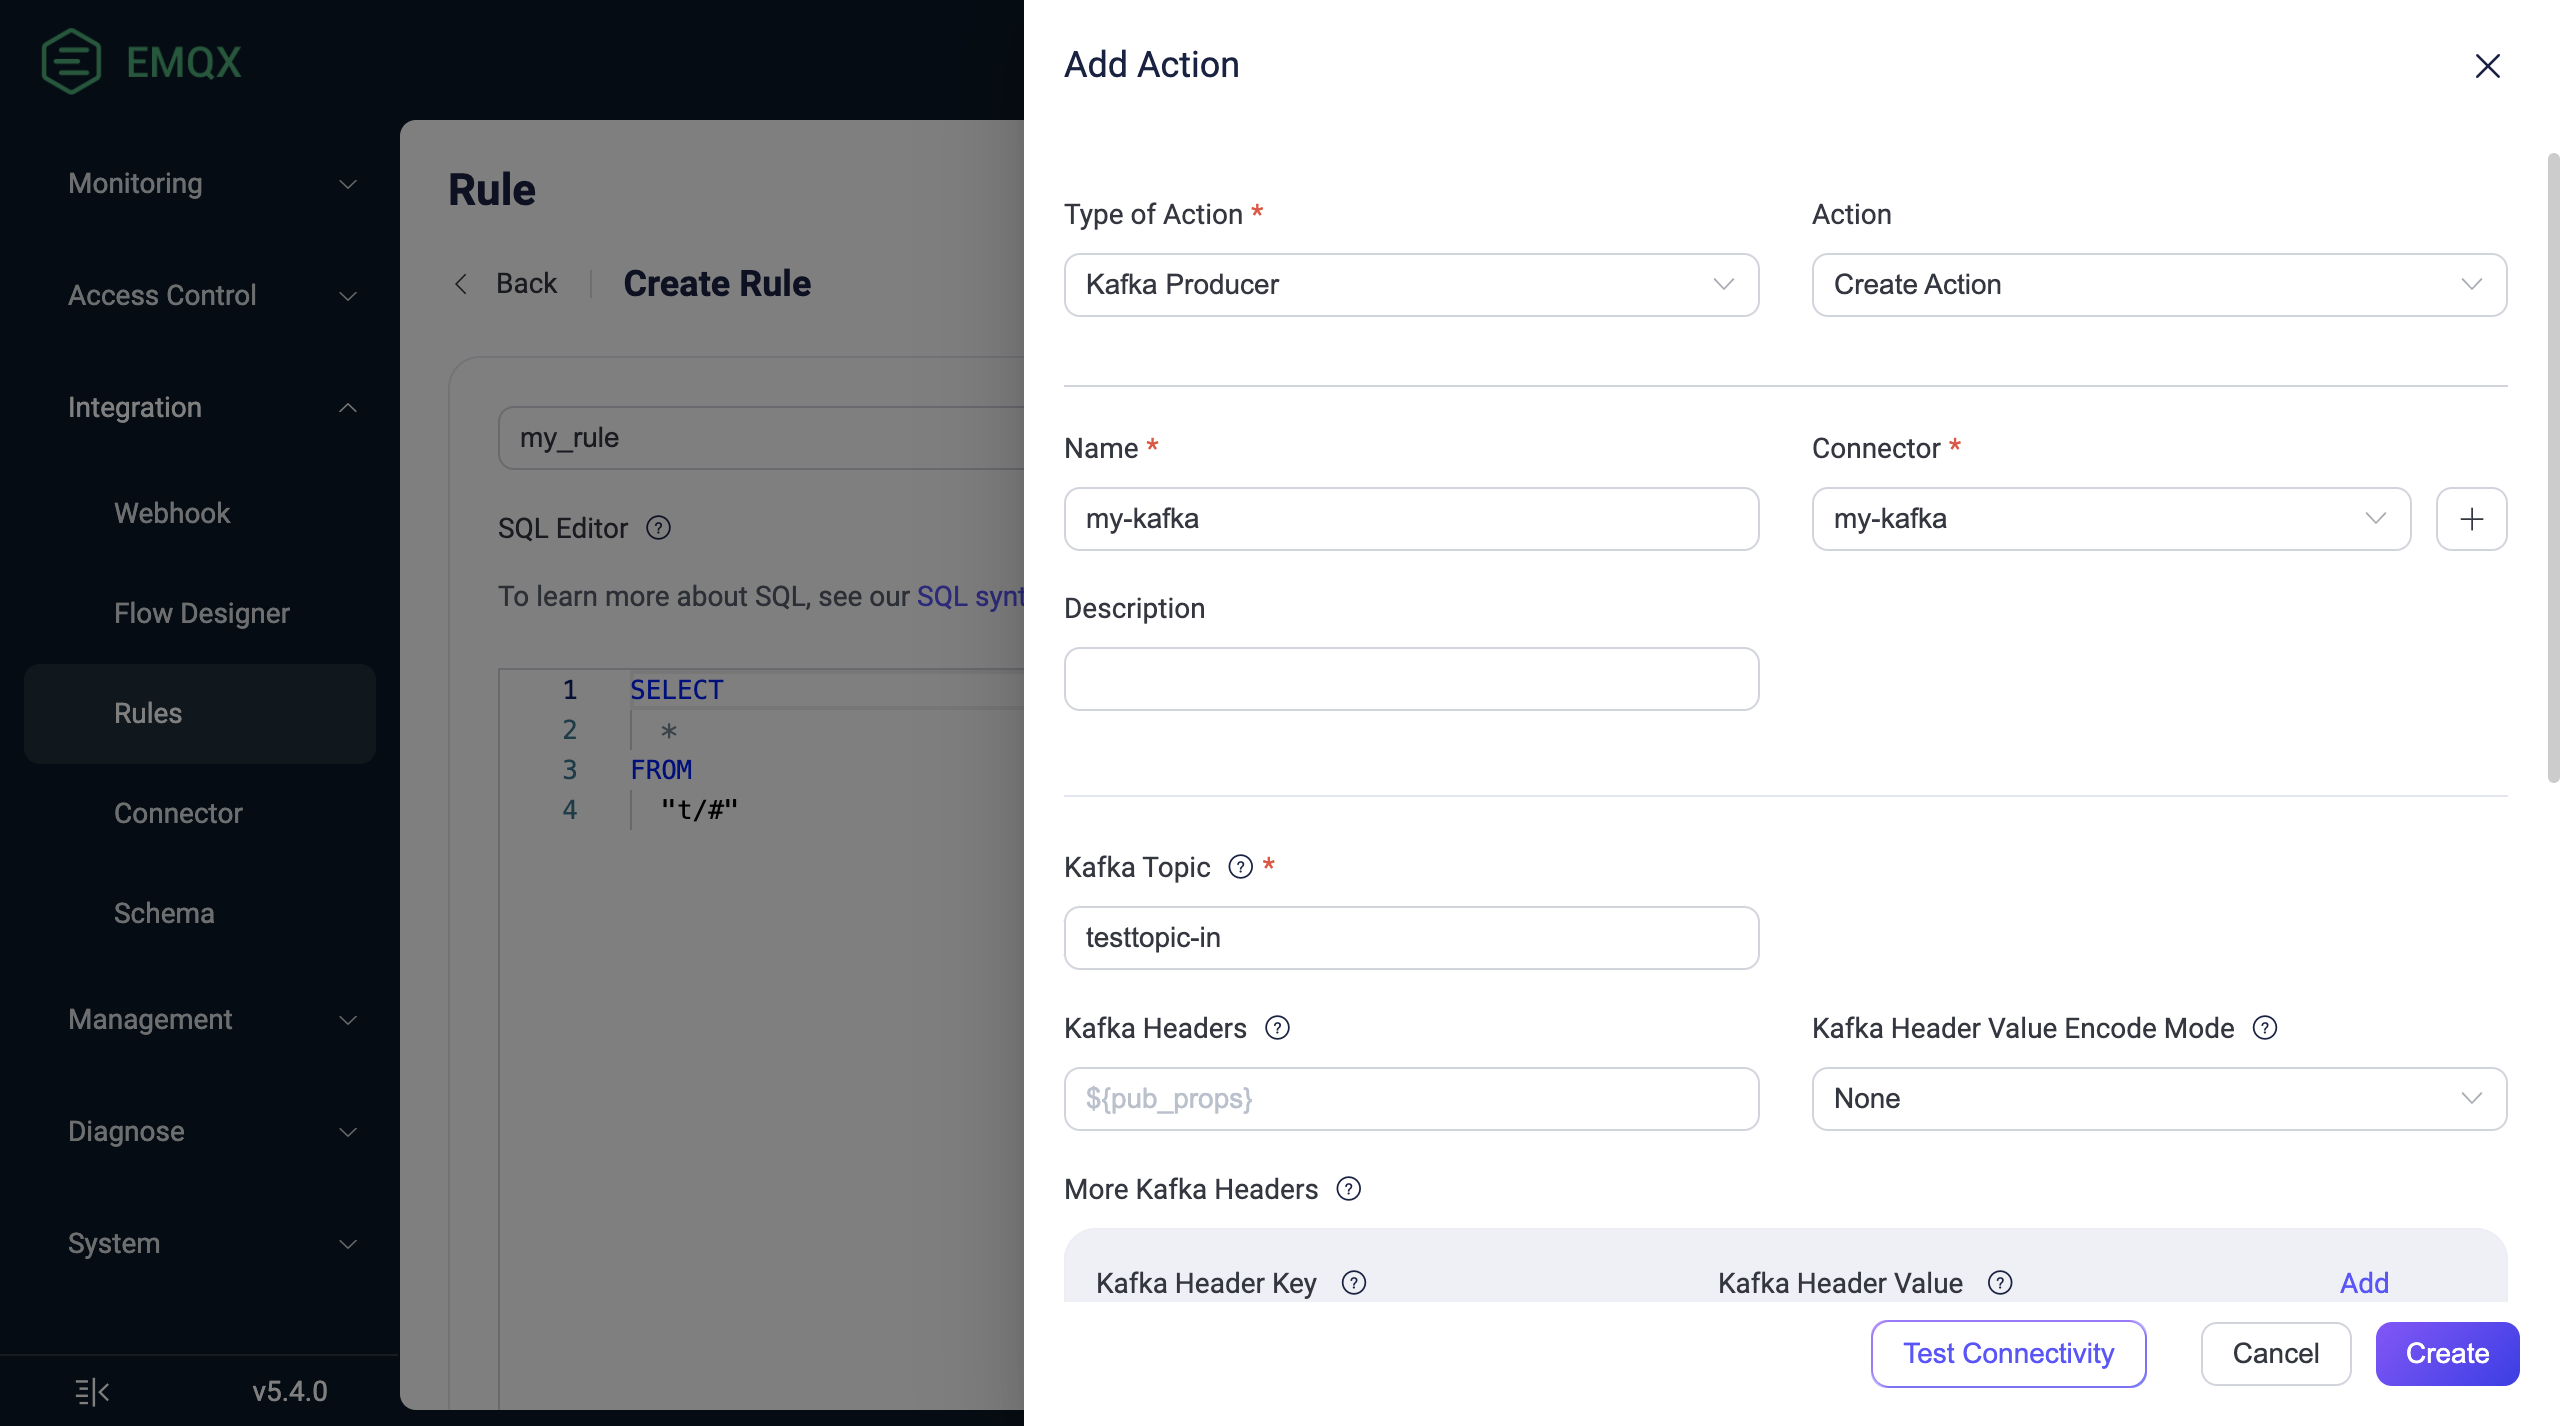 EMQX
Monitoring
Access Control
Integration
Webhook
Flow Designer
Rules
Connector
Schema
Management
Diagnose
System
v5.4.0
Rule
Back
Create Rule
my_rule
SQL Editor
To learn more about SQL, see our SQL synt
1 SELECT
2 *
3 FROM
4 "t/#"
Add Action
Type of Action * Action
Kafka Producer Create Action
Name * Connector *
my-kafka my-kafka
Description
Kafka Topic *
testtopic-in
Kafka Headers Kafka Header Value Encode Mode
${pub_props} None
More Kafka Headers
Kafka Header Key Kafka Header Value Add
Test Connectivity Cancel Create